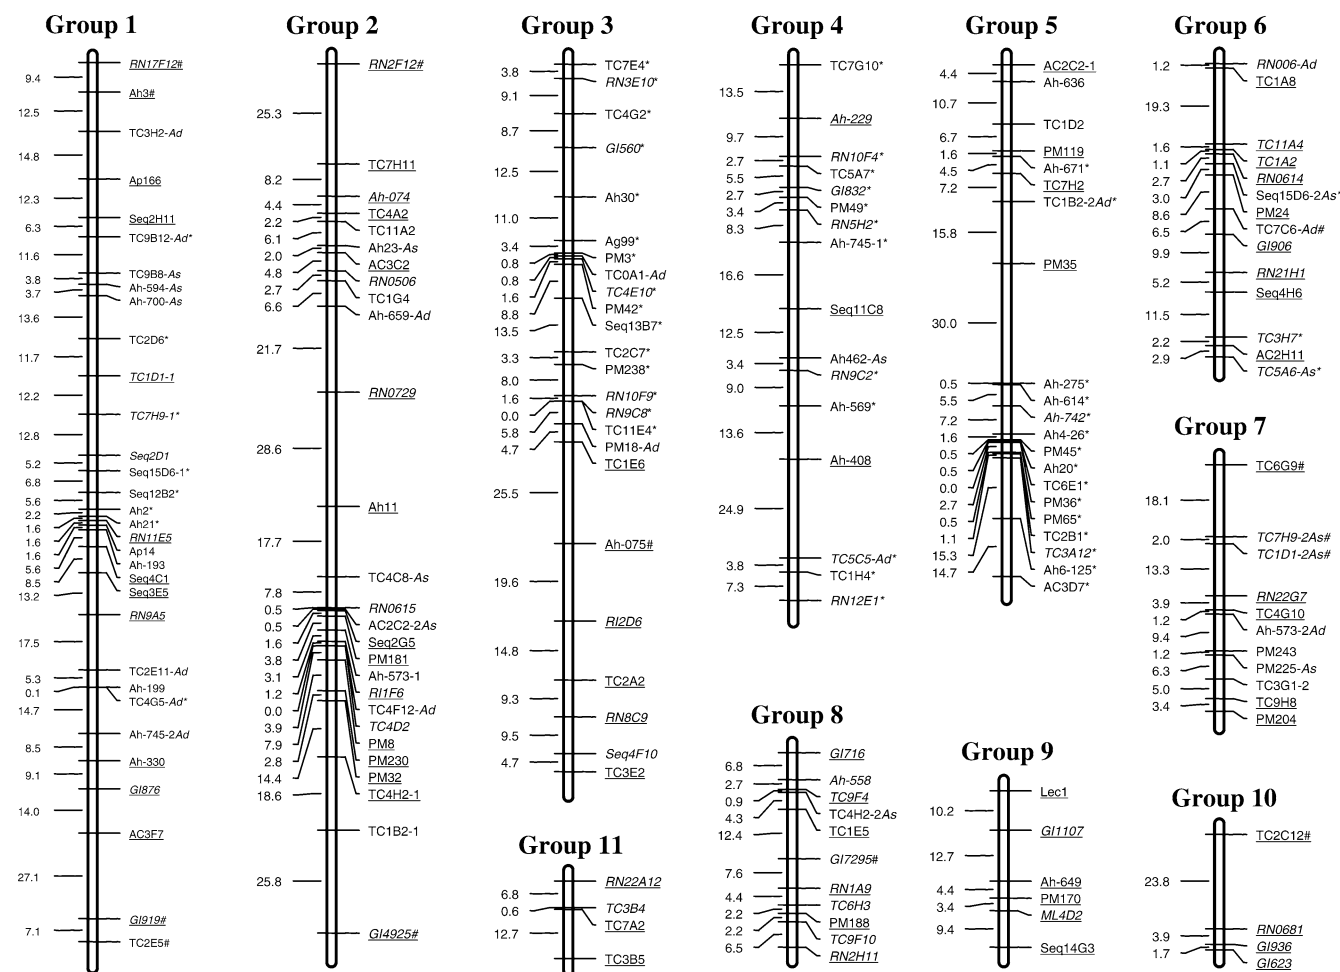 Group 1
RN17F12#
9.4
Ah3#
12.5
TC3H2-Ad
14.8
Ap166
12.3
Seq2H11
6.3
TC9B12-Ad*
11.6
TC9B8-As
3.8
Ah-594-As
3.7
Ah-700-As
13.6
TC2D6*
11.7
TC1D1-1
12.2
TC7H9-1*
12.8
Seq2D1
5.2
Seq15D6-1*
6.8
Seq12B2*
5.6
Ah2*
2.2
Ah21*
1.6
RN11E5
1.6
Ap14
1.6
Ah-193
5.6
Seq4C1
8.5
Seq3E5
13.2
RN9A5
17.5
TC2E11-Ad
5.3
Ah-199
0.1
TC4G5-Ad*
14.7
Ah-745-2Ad
8.5
Ah-330
9.1
GI876
14.0
AC3F7
27.1
GI919#
7.1
TC2E5#
Group 2
RN2F12#
25.3
TC7H11
8.2
Ah-074
4.4
TC4A2
2.2
TC11A2
6.1
Ah23-As
2.0
AC3C2
4.8
RN0506
2.7
TC1G4
6.6
Ah-659-Ad
21.7
RN0729
28.6
Ah11
17.7
TC4C8-As
7.8
RN0615
0.5
AC2C2-2As
0.5
Seq2G5
1.6
PM181
3.8
Ah-573-1
3.1
RI1F6
1.2
TC4F12-Ad
0.0
TC4D2
3.9
PM8
7.9
PM230
2.8
PM32
14.4
TC4H2-1
18.6
TC1B2-1
25.8
GI4925#
Group 3
TC7E4*
3.8
RN3E10*
9.1
TC4G2*
8.7
GI560*
12.5
Ah30*
11.0
Ag99*
3.4
PM3*
0.8
TC0A1-Ad
0.8
TC4E10*
1.6
PM42*
8.8
Seq13B7*
13.5
TC2C7*
3.3
PM238*
8.0
RN10F9*
1.6
RN9C8*
0.0
TC11E4*
5.8
PM18-Ad
4.7
TC1E6
25.5
Ah-075#
19.6
RI2D6
14.8
TC2A2
9.3
RN8C9
9.5
Seq4F10
4.7
TC3E2
Group 4
TC7G10*
13.5
Ah-229
9.7
RN10F4*
2.7
TC5A7*
5.5
GI832*
2.7
PM49*
3.4
RN5H2*
8.3
Ah-745-1*
16.6
Seq11C8
12.5
Ah462-As
3.4
RN9C2*
9.0
Ah-569*
13.6
Ah-408
24.9
TC5C5-Ad*
3.8
TC1H4*
7.3
RN12E1*
Group 5
AC2C2-1
4.4
Ah-636
10.7
TC1D2
6.7
PM119
1.6
Ah-671*
4.5
TC7H2
7.2
TC1B2-2Ad*
15.8
PM35
30.0
Ah-275*
0.5
Ah-614*
5.5
Ah-742*
7.2
Ah4-26*
1.6
PM45*
0.5
Ah20*
0.5
TC6E1*
0.0
PM36*
2.7
PM65*
0.5
TC2B1*
1.1
TC3A12*
15.3
Ah6-125*
14.7
AC3D7*
Group 6
RN006-Ad
1.2
TC1A8
19.3
TC11A4
1.6
TC1A2
1.1
RN0614
2.7
Seq15D6-2As*
3.0
PM24
8.6
TC7C6-Ad#
6.5
GI906
9.9
RN21H1
5.2
Seq4H6
11.5
TC3H7*
2.2
AC2H11
2.9
TC5A6-As*
Group 7
TC6G9#
18.1
TC7H9-2As#
2.0
TC1D1-2As#
13.3
RN22G7
3.9
TC4G10
1.2
Ah-573-2Ad
9.4
PM243
1.2
PM225-As
6.3
TC3G1-2
5.0
TC9H8
3.4
PM204
Group 8
GI716
6.8
Ah-558
2.7
TC9F4
0.9
TC4H2-2As
4.3
TC1E5
12.4
GI7295#
7.6
RN1A9
4.4
TC6H3
2.2
PM188
2.2
TC9F10
6.5
RN2H11
Group 9
Lec1
10.2
GI1107
12.7
Ah-649
4.4
PM170
3.4
ML4D2
9.4
Seq14G3
Group 10
TC2C12#
23.8
RN0681
3.9
GI936
1.7
GI623
Group 11
RN22A12
6.8
TC3B4
0.6
TC7A2
12.7
TC3B5